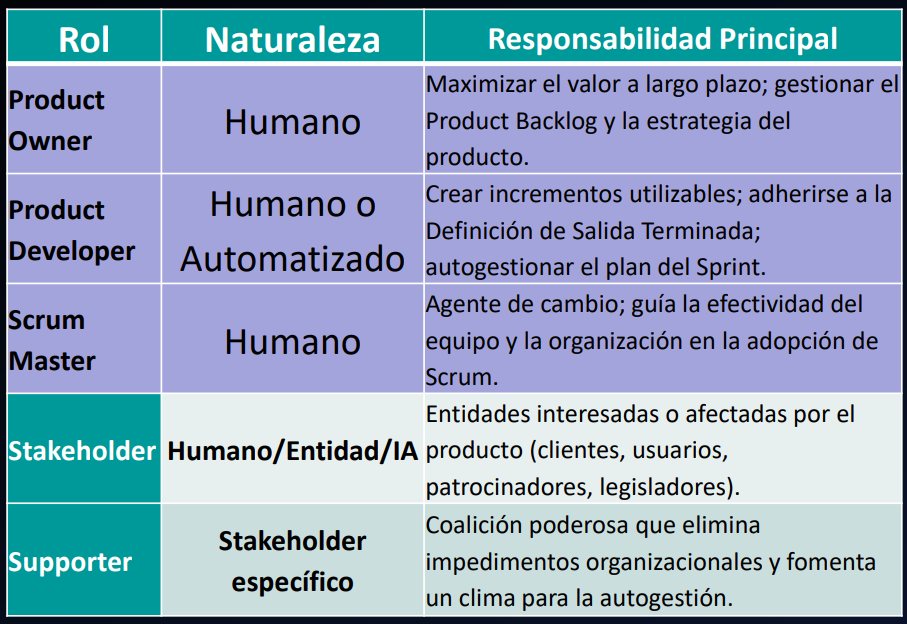 Rol Naturaleza Responsabilidad Principal
Product
Owner
Humano
Maximizar el valor a largo plazo; gestionar el
Product Backlog y la estrategia del
producto.
Product
Developer
Humano o
Automatizado
Crear incrementos utilizables; adherirse a la
Definición de Salida Terminada;
autogestionar el plan del Sprint.
Scrum
Master
Humano
Agente de cambio; guía la efectividad del
equipo y la organización en la adopción de
Scrum.
Stakeholder
Humano/Entidad/IA
Entidades interesadas o afectadas por el
producto (clientes, usuarios,
patrocinadores, legisladores).
Supporter
Stakeholder
específico
Coalición poderosa que elimina
impedimentos organizacionales y fomenta
un clima para la autogestión.